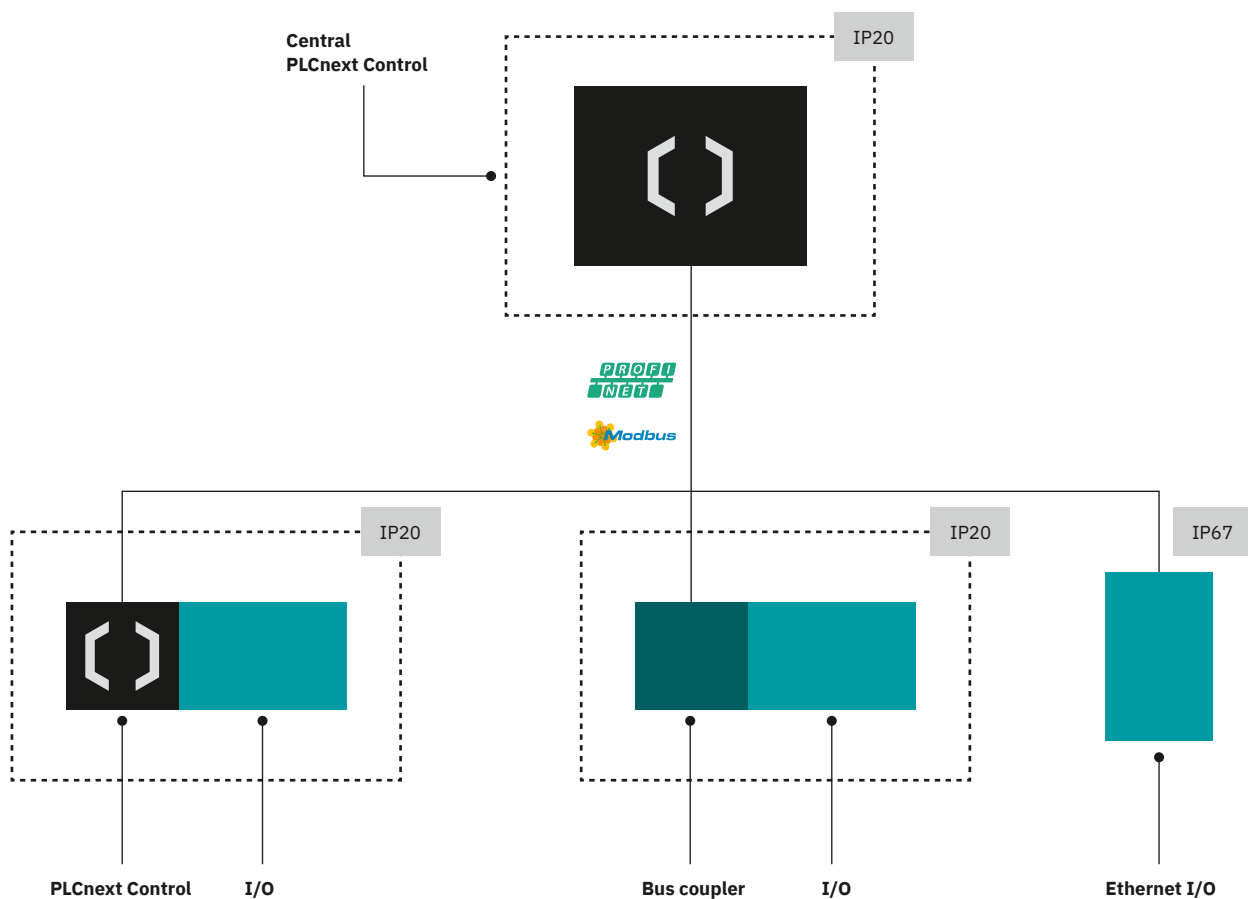 Central
PLCnext Control
IP20
PROFI
NET
Modbus
IP20
IP20
IP67
PLCnext Control
I/O
Bus coupler
I/O
Ethernet I/O